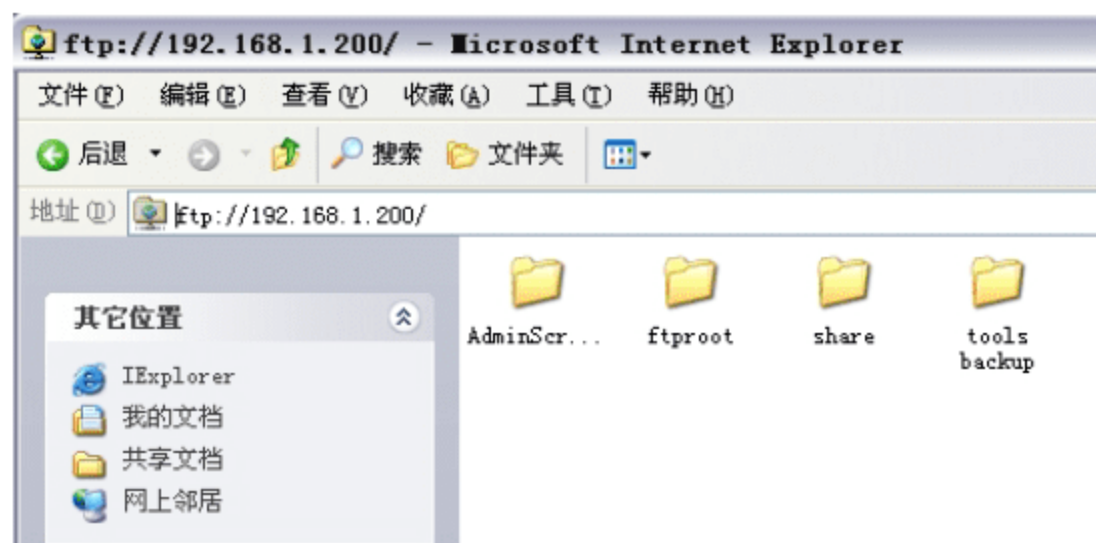 ftp://192.168.1.200/ - Microsoft Internet Explorer
文件(F) 编辑(E) 查看(V) 收藏(A) 工具(T) 帮助(H)
后退 搜索 文件夹
地址(D) ftp://192.168.1.200/
其它位置
AdminScr... ftproot share tools
backup
IExplorer
我的文档
共享文档
网上邻居